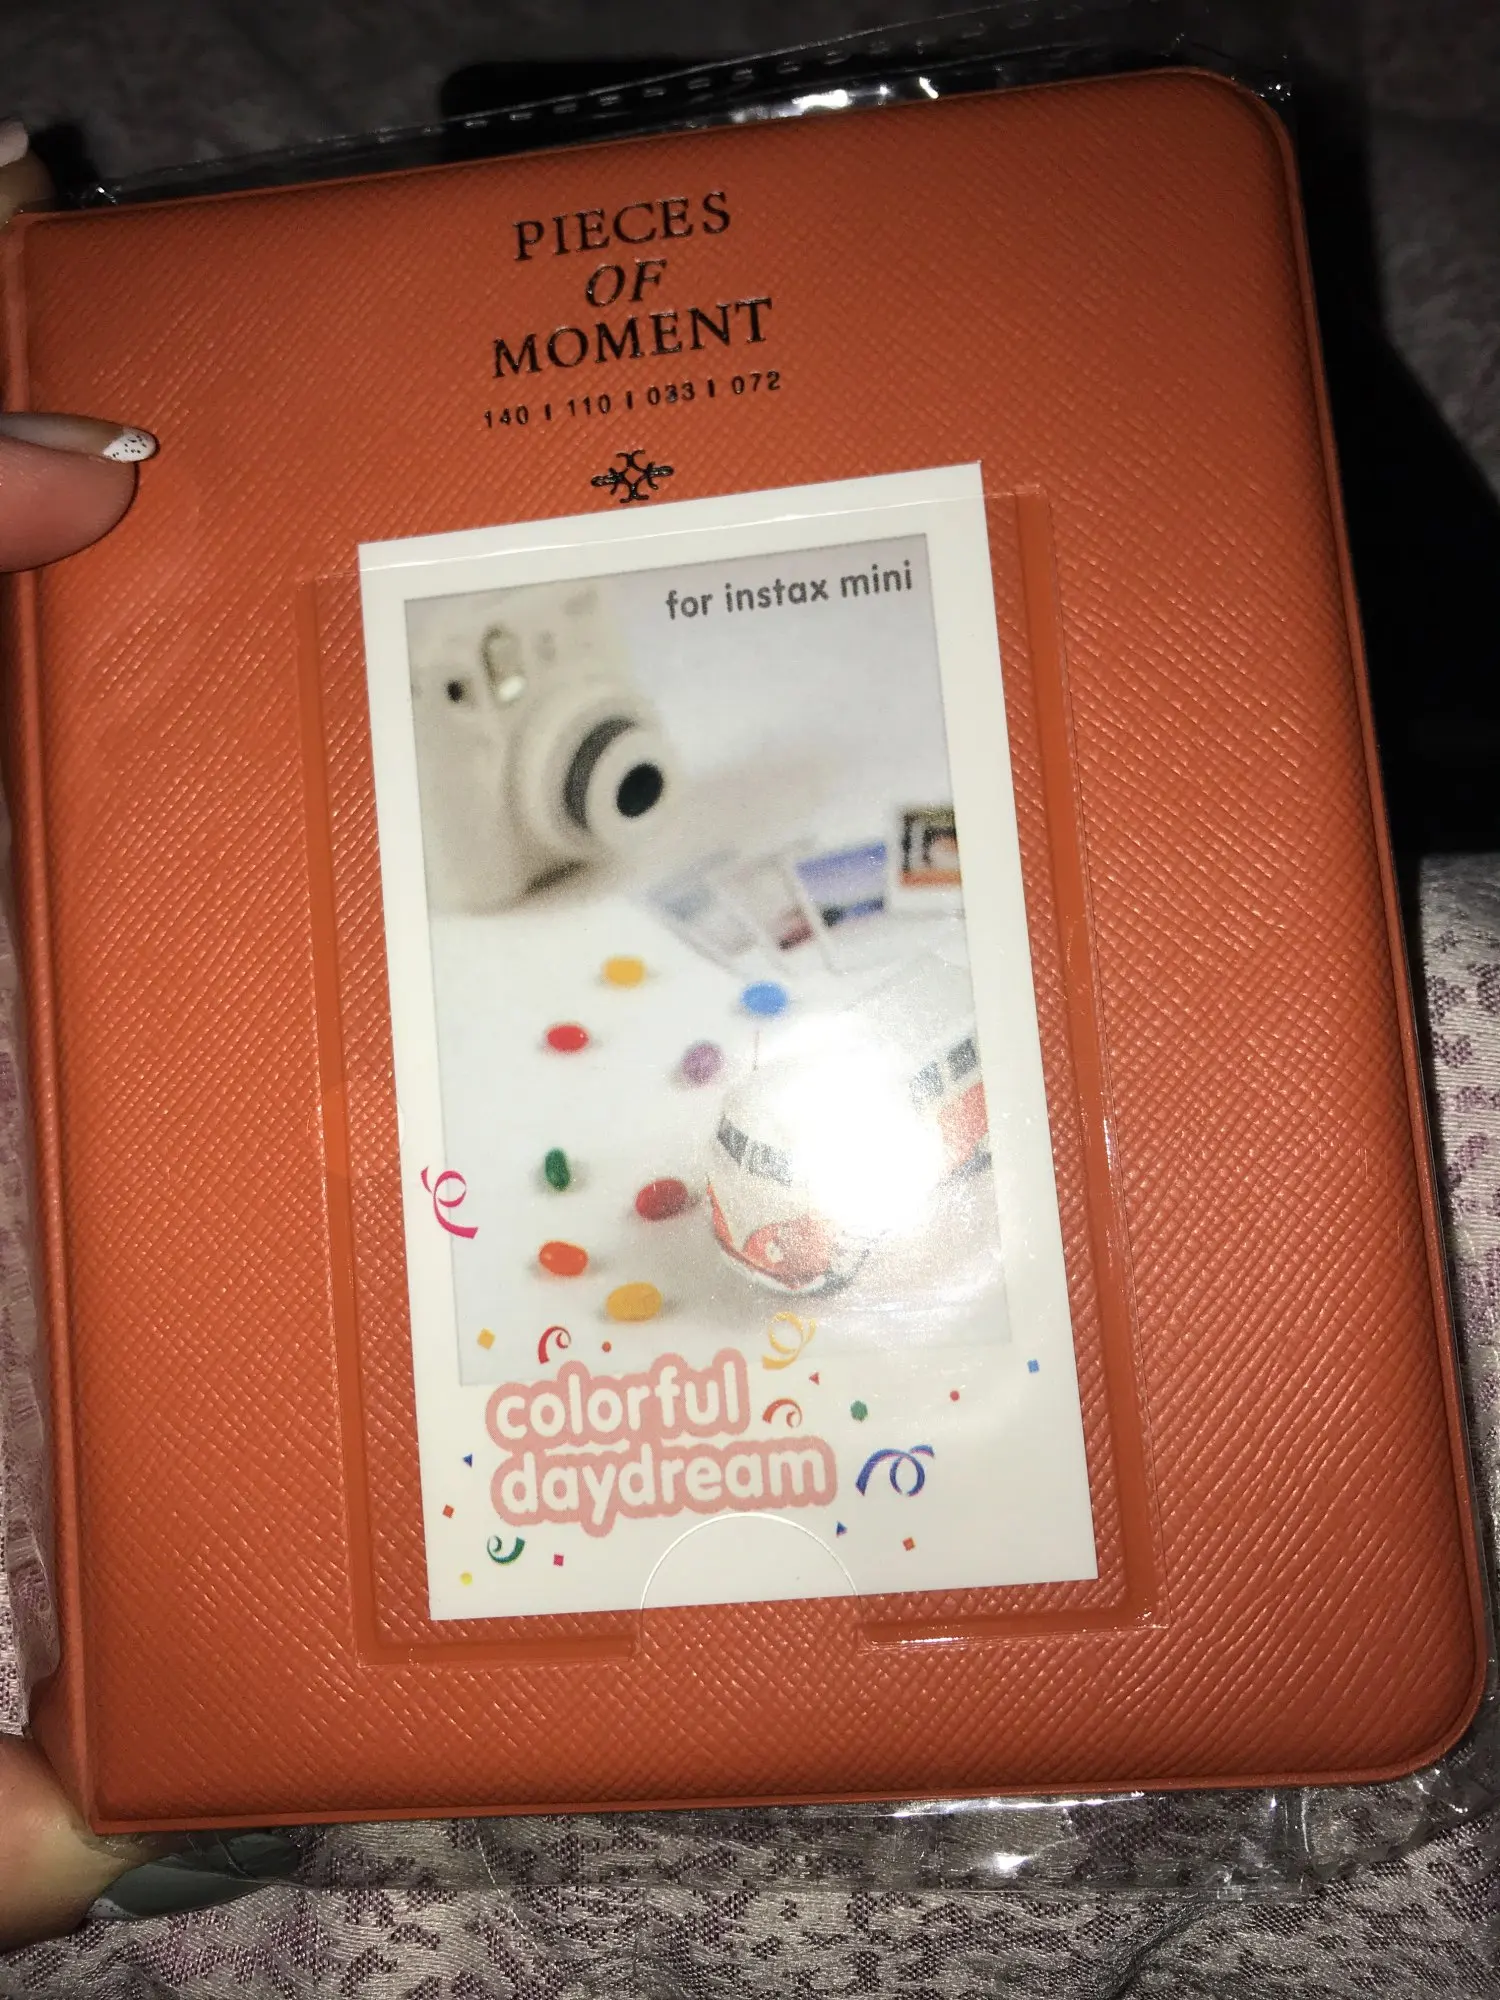 PIECES
OF
MOMENT
140 I 110 I 033 I 072
for instax mini
colorful
daydream